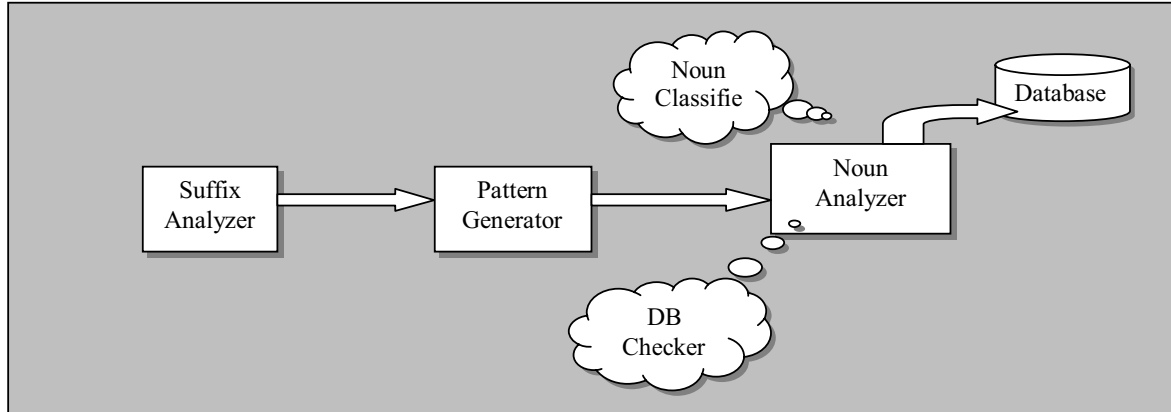 Noun
Classifie
Database
Suffix
Analyzer
Pattern
Generator
Noun
Analyzer
DB
Checker